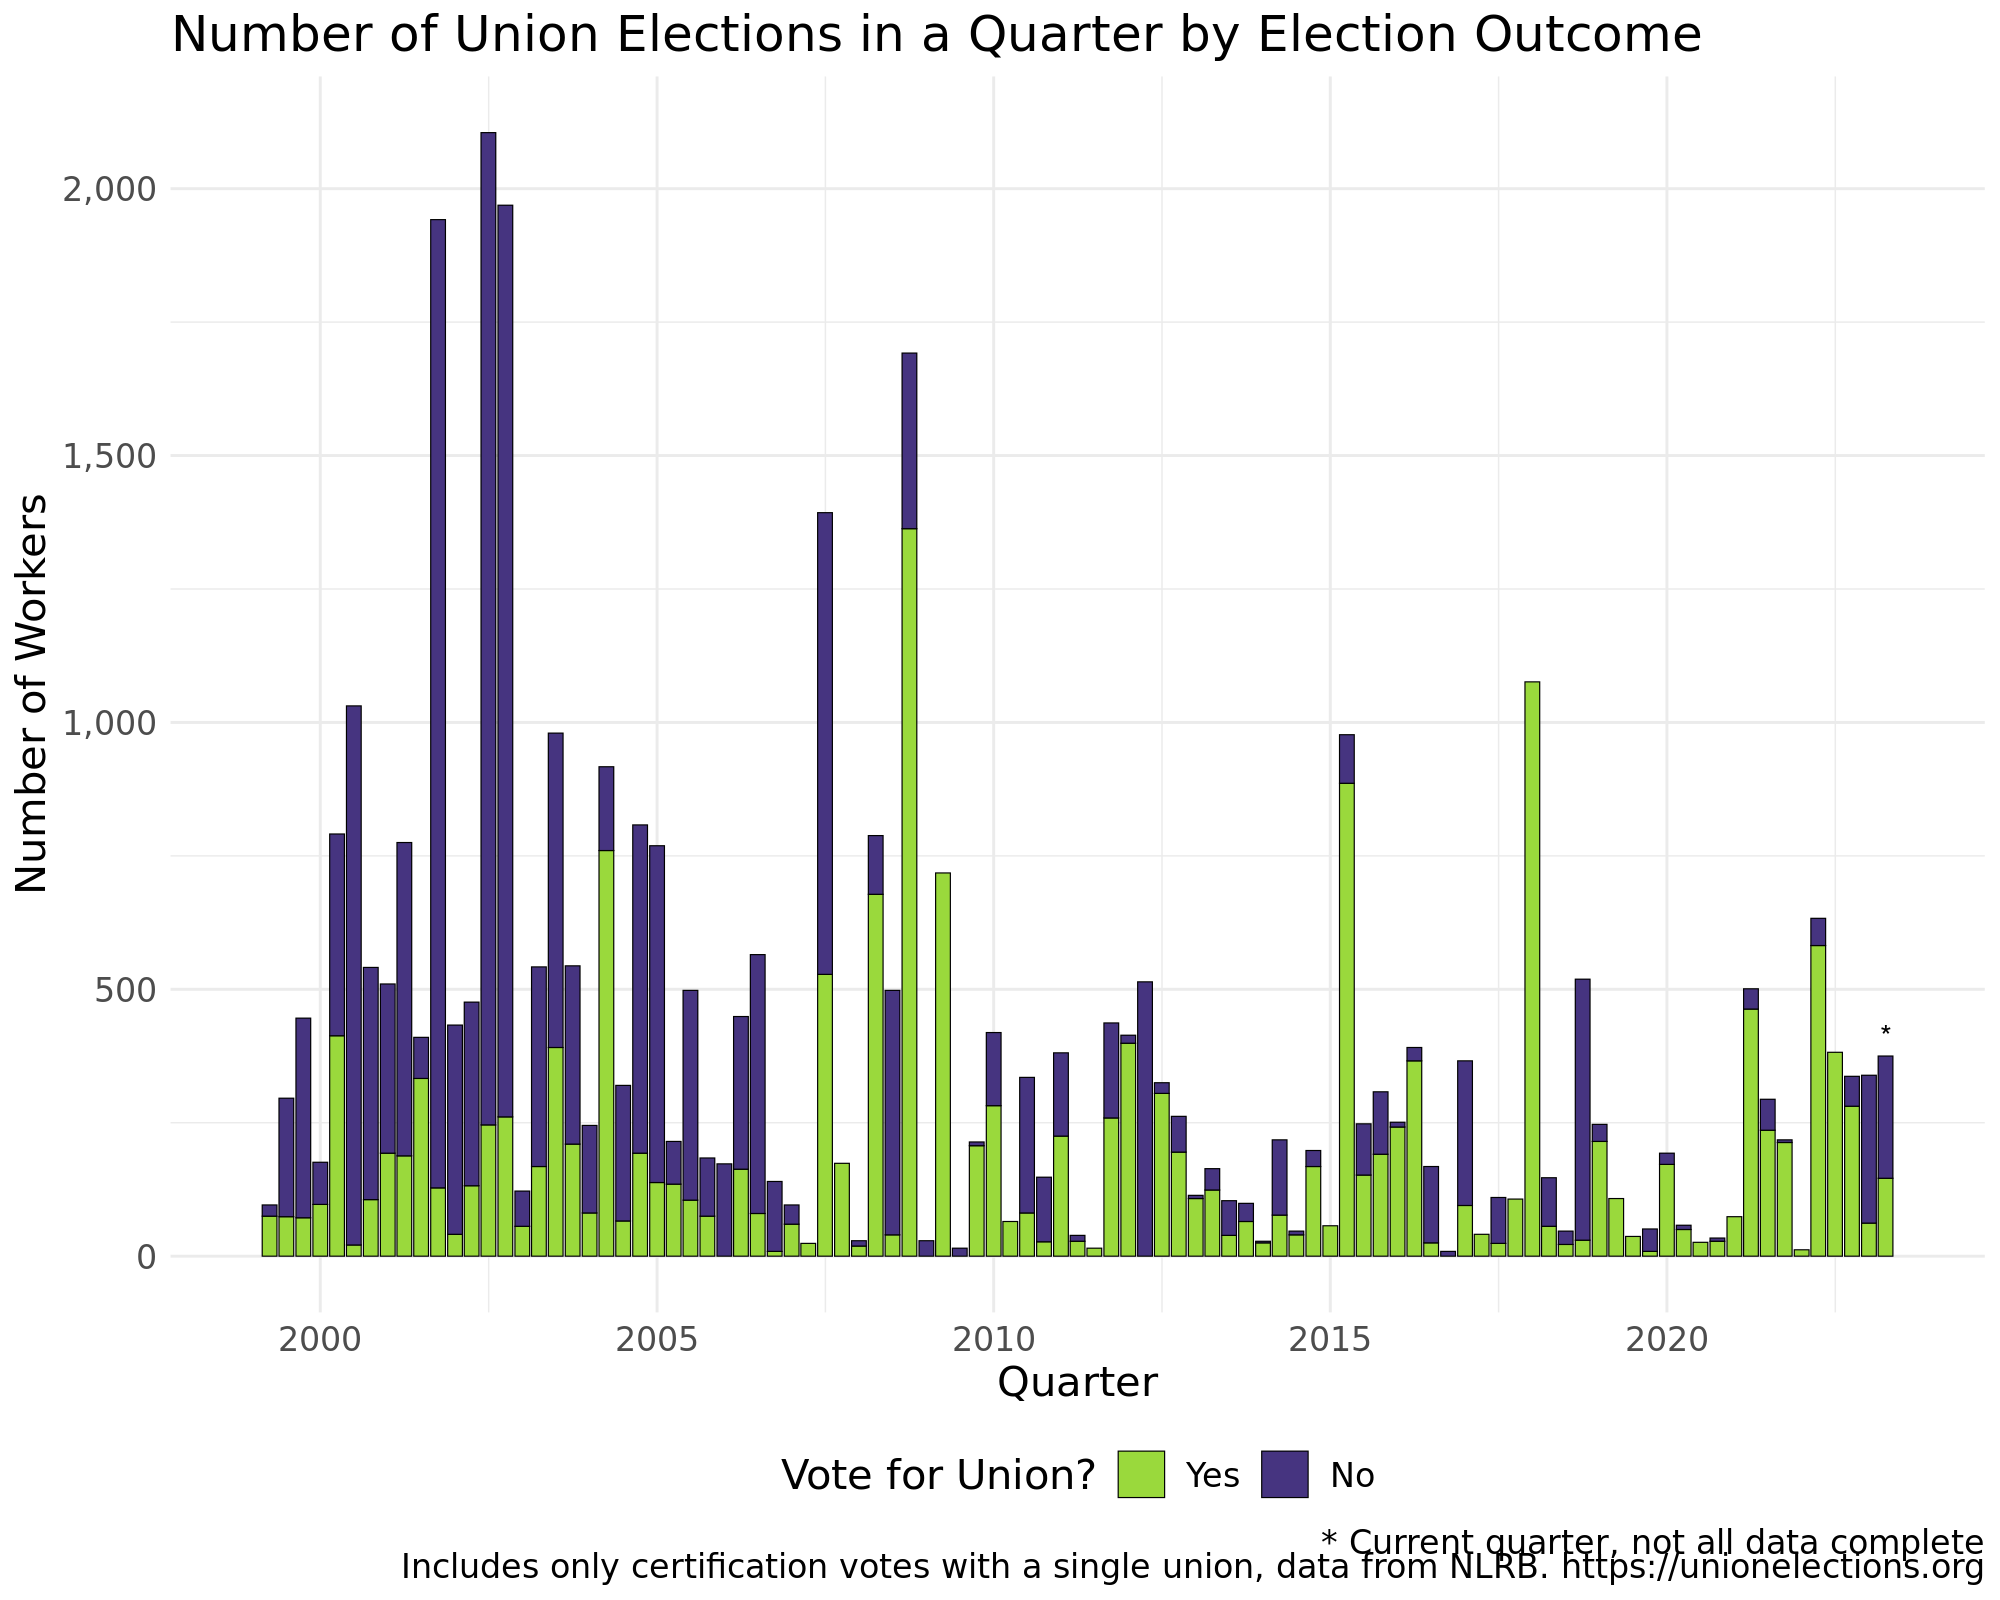 Number of Union Elections in a Quarter by Election Outcome
Number of Workers
2,000
1,500
1,000
500
0
*
2000 2005 2010 2015 2020
Quarter
Vote for Union? Yes No
* Current quarter, not all data complete
Includes only certification votes with a single union, data from NLRB. https://unionelections.org